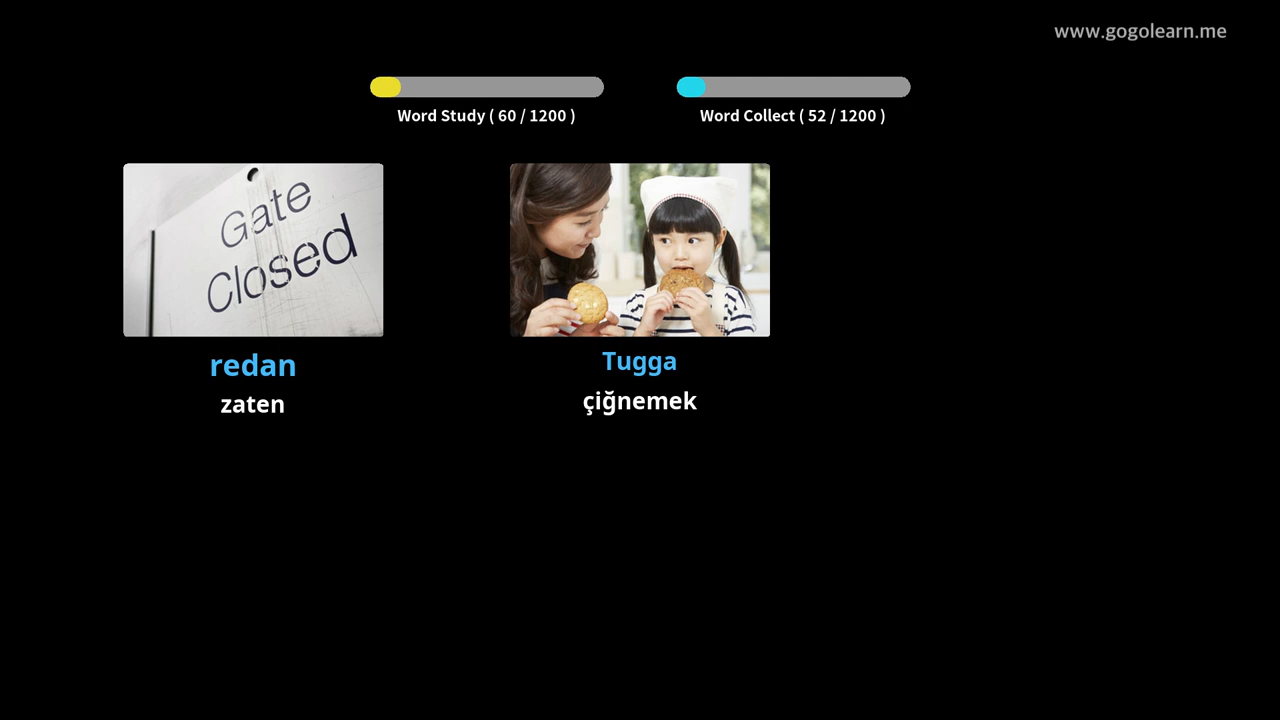 www.gogolearn.me
Word Study ( 60 / 1200 )
Word Collect ( 52 / 1200 )
Gate
Closed
redan
zaten
Tugga
çiğnemek